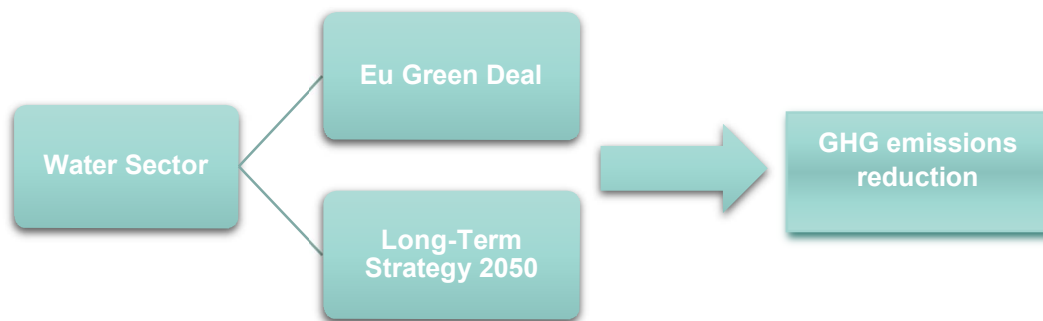 Eu Green Deal
Water Sector
GHG emissions
reduction
Long-Term
Strategy 2050